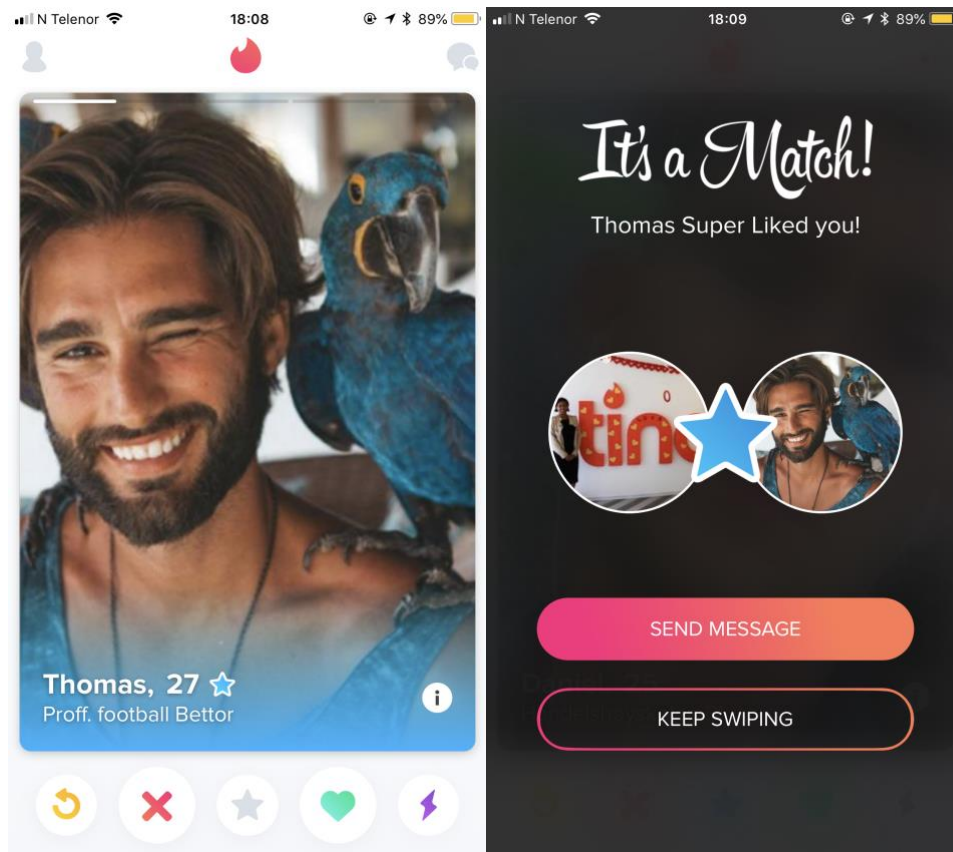 N Telenor
18:08
89%
Thomas, 27
Proff. football Bettor
N Telenor
18:09
89%
It's a Match!
Thomas Super Liked you!
tin
SEND MESSAGE
KEEP SWIPING